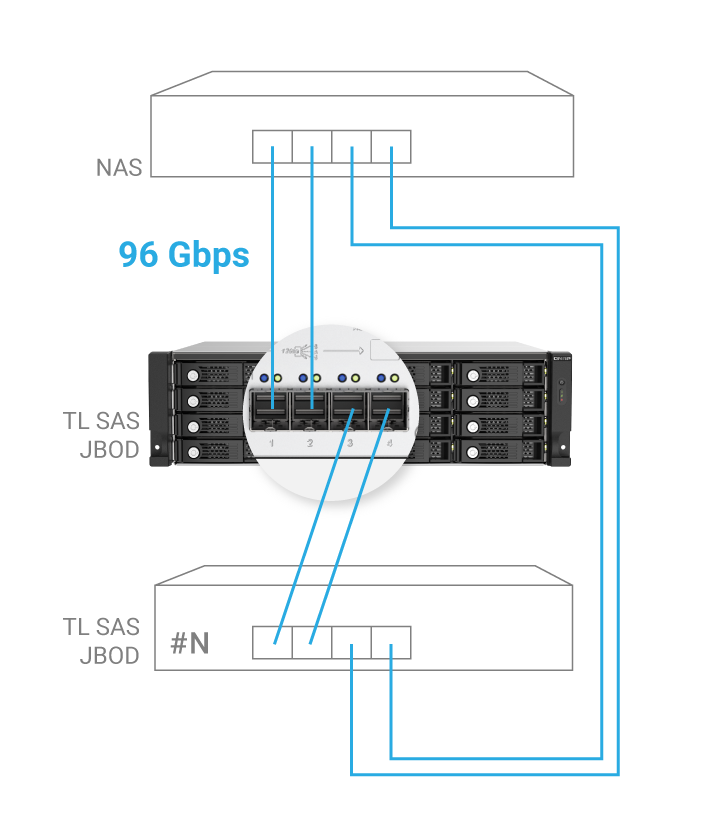 NAS
96 Gbps
TL SAS
JBOD
1 2 3 4
TL SAS
JBOD
#N